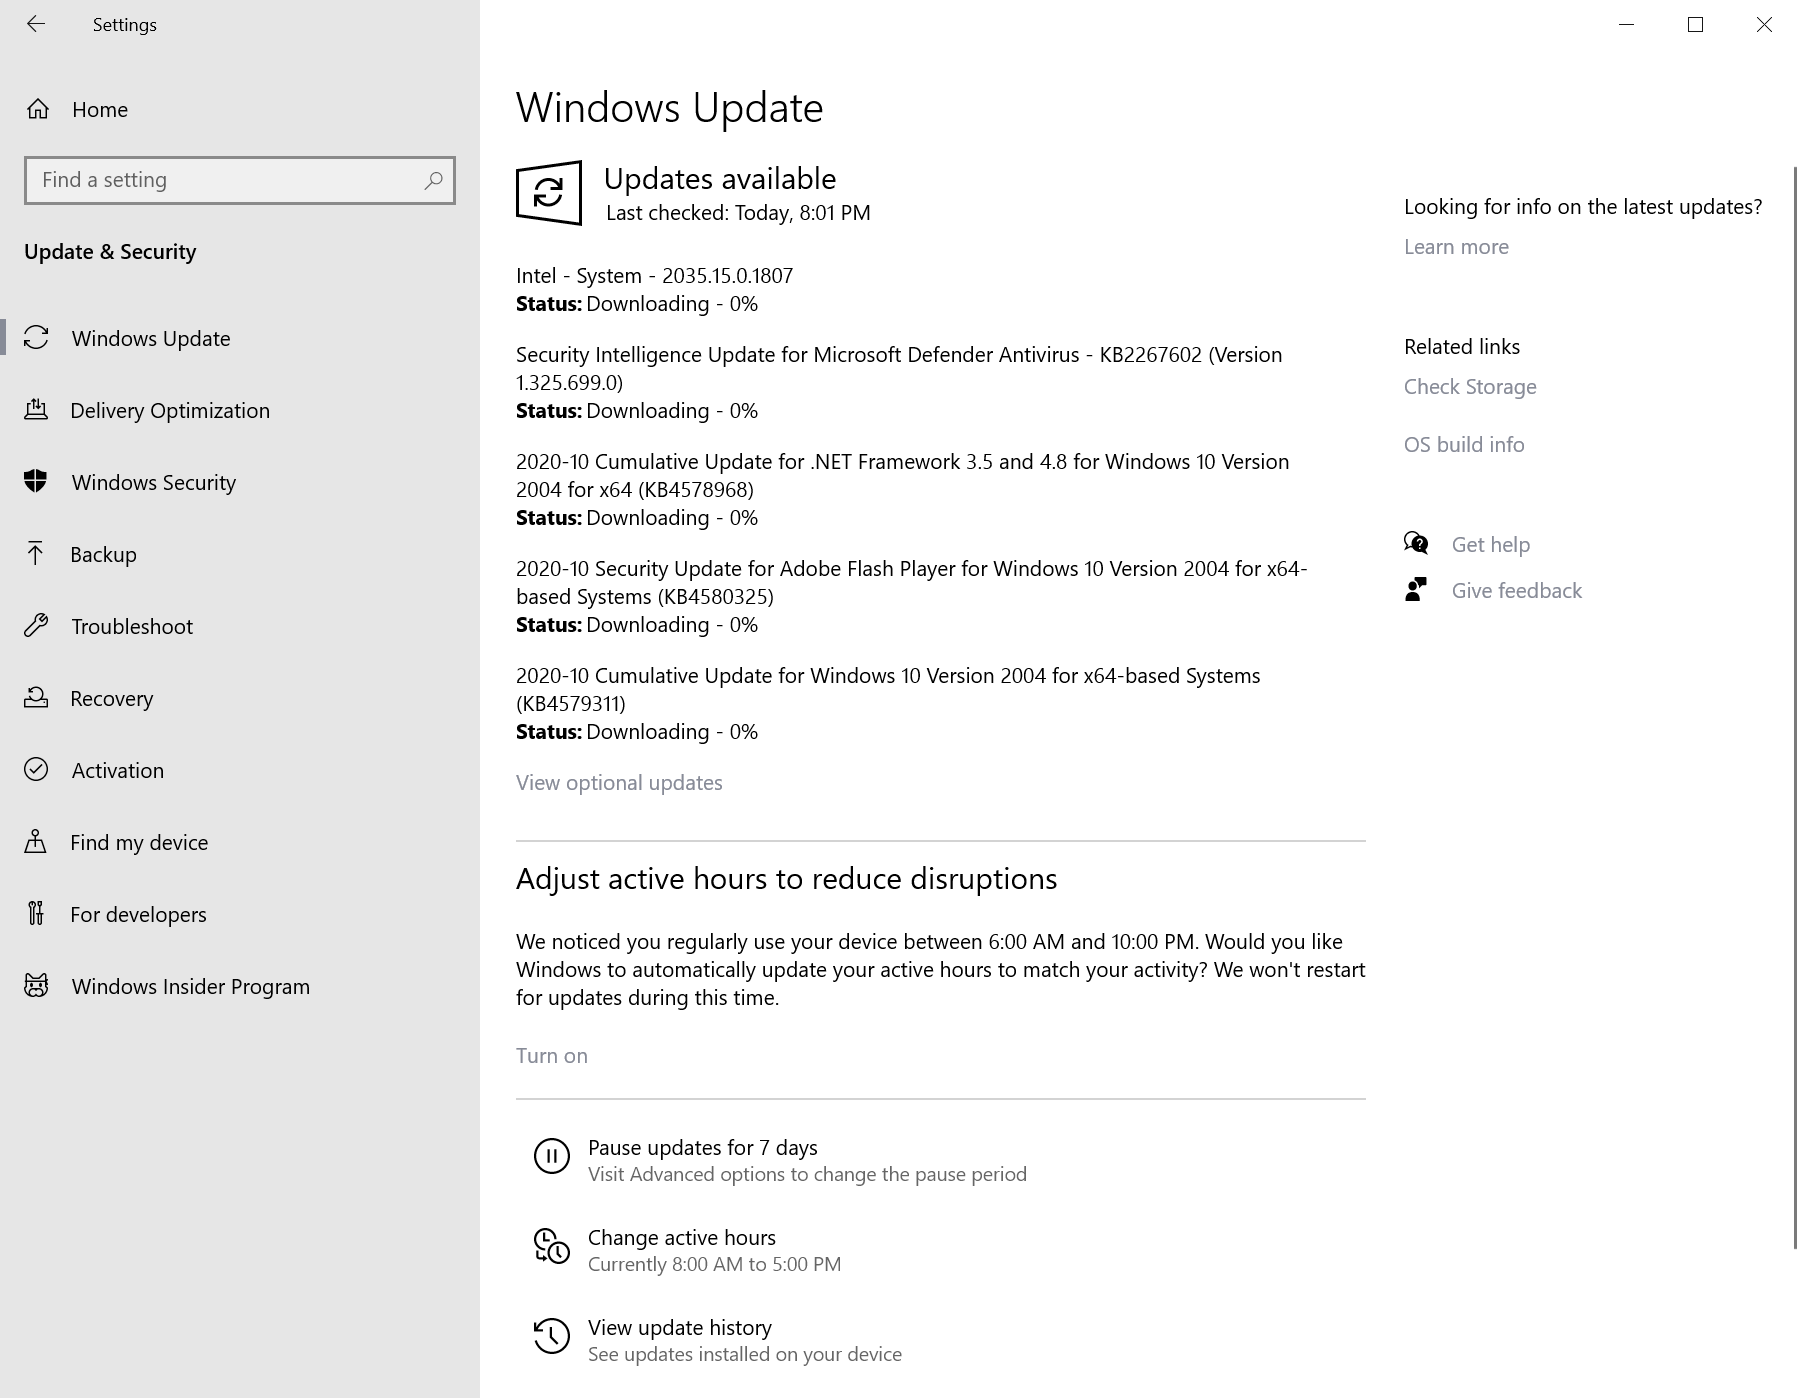 Settings
Home
Find a setting
Update & Security
Windows Update
Delivery Optimization
Windows Security
Backup
Troubleshoot
Recovery
Activation
Find my device
For developers
Windows Insider Program
Windows Update
Updates available
Last checked: Today, 8:01 PM
Intel - System - 2035.15.0.1807
Status: Downloading - 0%
Security Intelligence Update for Microsoft Defender Antivirus - KB2267602 (Version
1.325.699.0)
Status: Downloading - 0%
2020-10 Cumulative Update for .NET Framework 3.5 and 4.8 for Windows 10 Version
2004 for x64 (KB4578968)
Status: Downloading - 0%
2020-10 Security Update for Adobe Flash Player for Windows 10 Version 2004 for x64-
based Systems (KB4580325)
Status: Downloading - 0%
2020-10 Cumulative Update for Windows 10 Version 2004 for x64-based Systems
(KB4579311)
Status: Downloading - 0%
View optional updates
Adjust active hours to reduce disruptions
We noticed you regularly use your device between 6:00 AM and 10:00 PM. Would you like
Windows to automatically update your active hours to match your activity? We won't restart
for updates during this time.
Turn on
Pause updates for 7 days
Visit Advanced options to change the pause period
Change active hours
Currently 8:00 AM to 5:00 PM
View update history
See updates installed on your device
Looking for info on the latest updates?
Learn more
Related links
Check Storage
OS build info
Get help
Give feedback